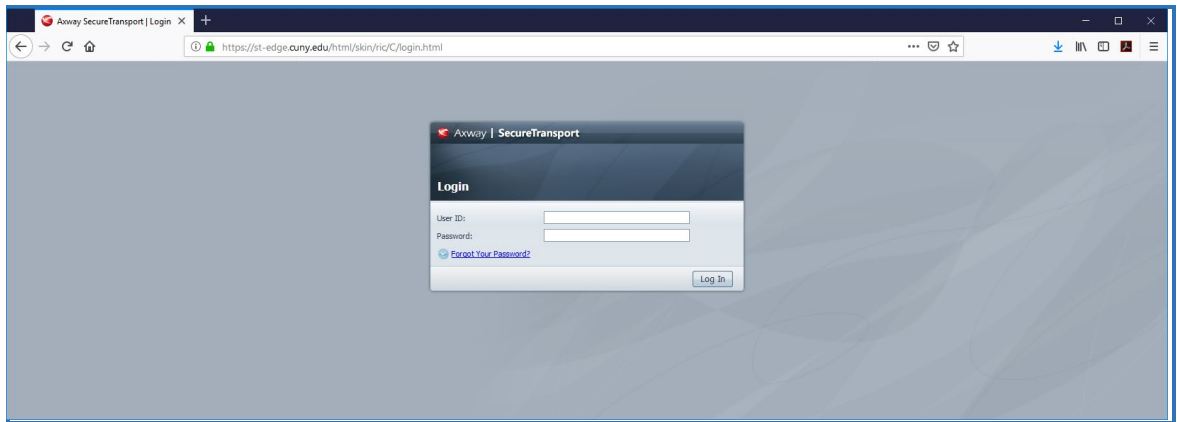 Axway SecureTransport | Login
https://st-edge.cuny.edu/html/skin/ric/C/login.html
Axway | SecureTransport
Login
User ID:
Password:
Forgot Your Password?
Log In